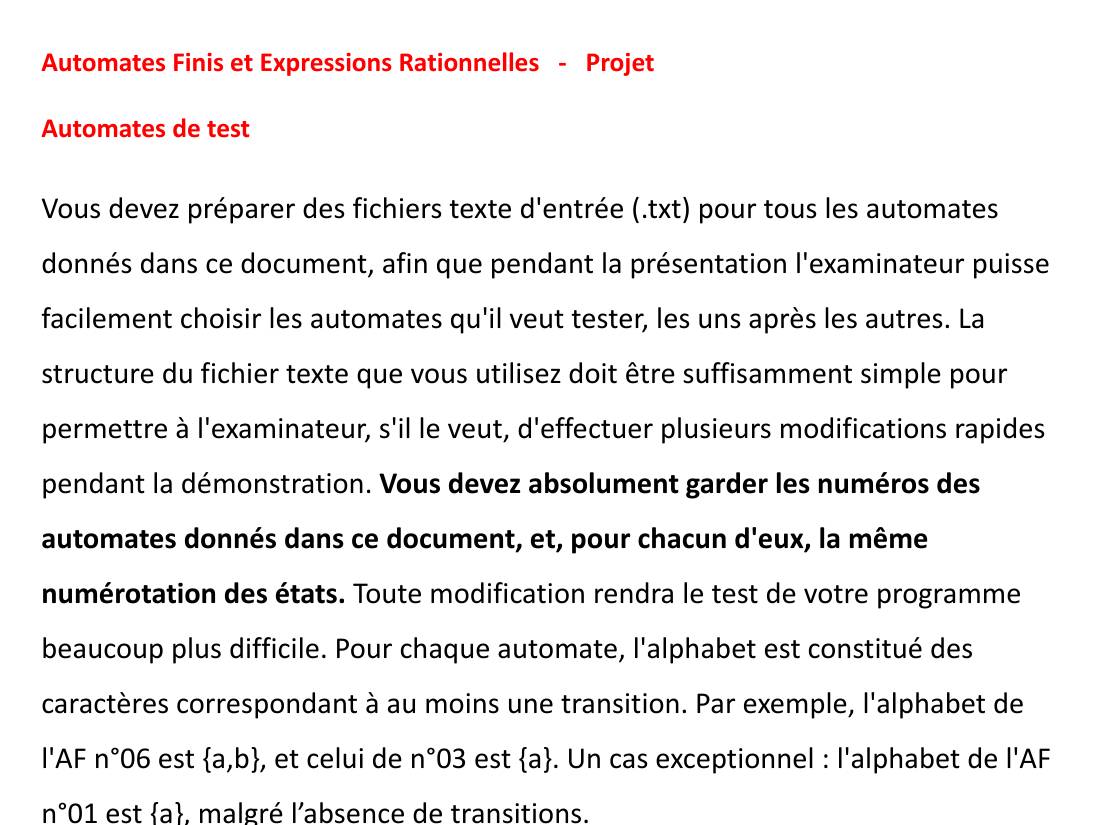 Automates Finis et Expressions Rationnelles - Projet
Automates de test
Vous devez préparer des fichiers texte d'entrée (.txt) pour tous les automates
donnés dans ce document, afin que pendant la présentation l'examinateur puisse
facilement choisir les automates qu'il veut tester, les uns après les autres. La
structure du fichier texte que vous utilisez doit être suffisamment simple pour
permettre à l'examinateur, s'il le veut, d'effectuer plusieurs modifications rapides
pendant la démonstration. Vous devez absolument garder les numéros des
automates donnés dans ce document, et, pour chacun d'eux, la même
numérotation des états. Toute modification rendra le test de votre programme
beaucoup plus difficile. Pour chaque automate, l'alphabet est constitué des
caractères correspondant à au moins une transition. Par exemple, l'alphabet de
l'AF n°06 est {a,b}, et celui de n°03 est {a}. Un cas exceptionnel : l'alphabet de l'AF
n°01 est {a}, malgré l’absence de transitions.